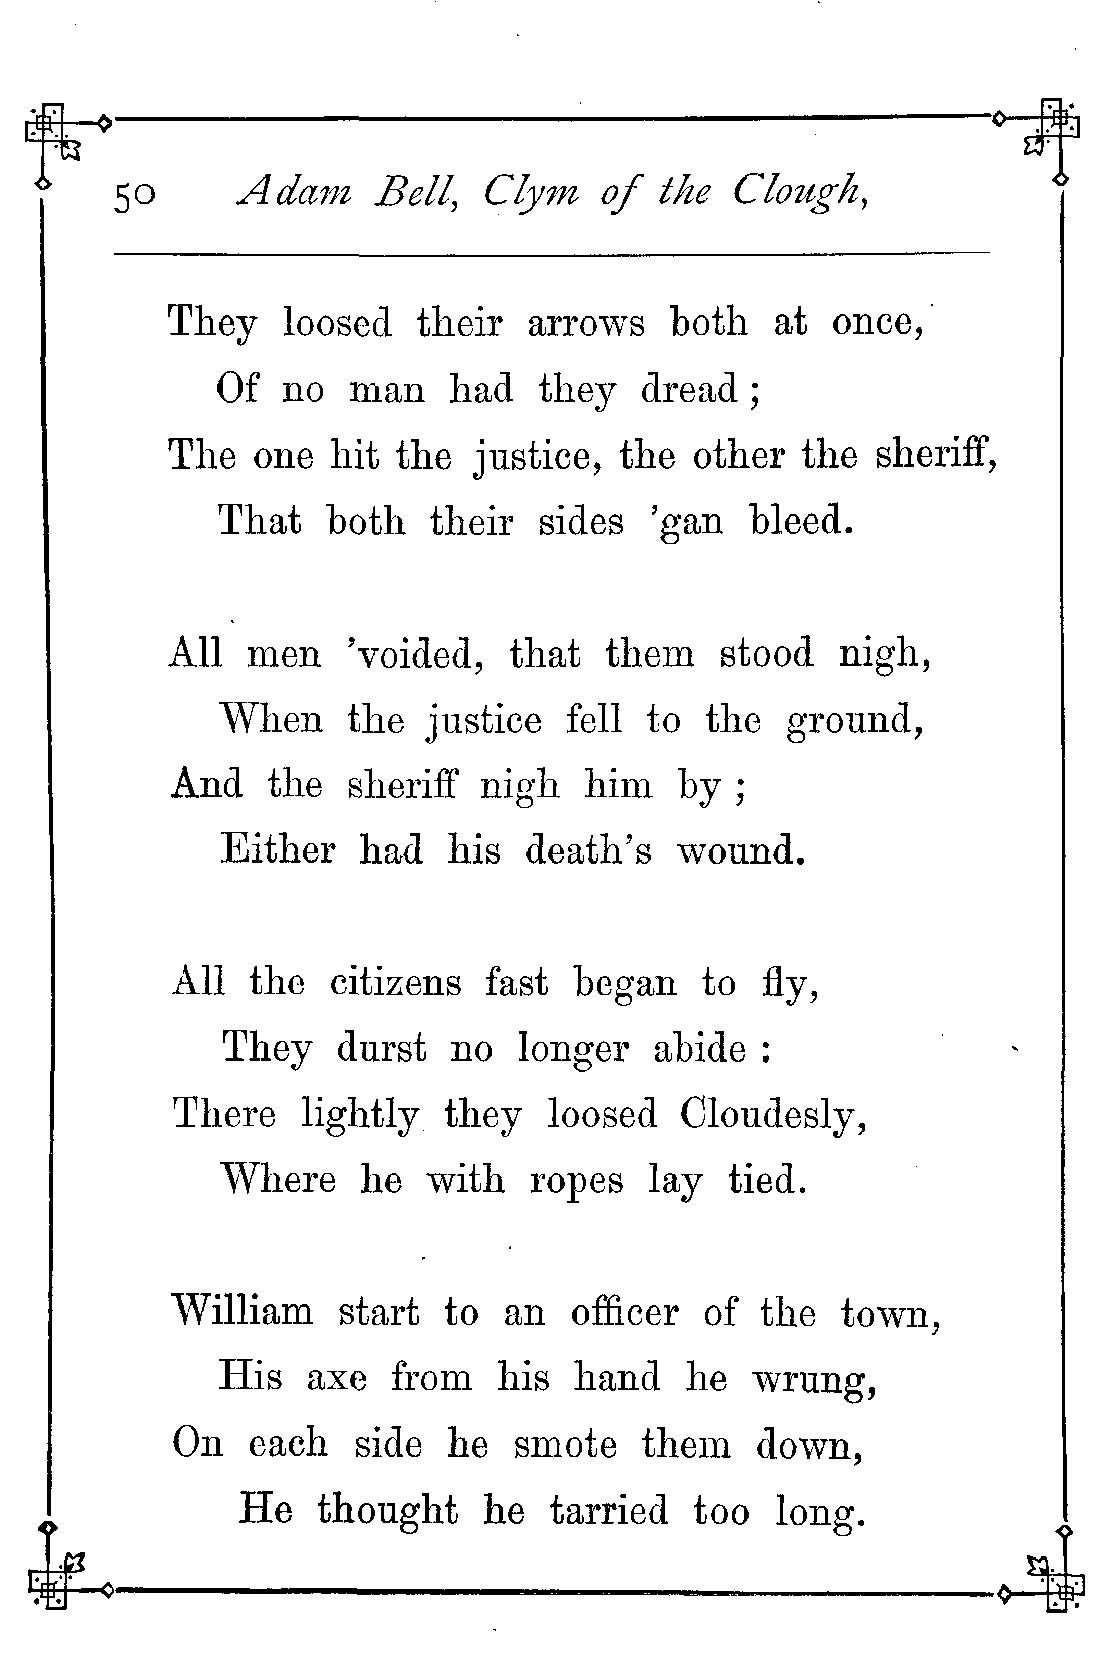 50 Adam Bell, Clym of the Clough,
They loosed their arrows both at once,
Of no man had they dread ;
The one hit the justice, the other the sheriff,
That both their sides 'gan bleed.
All men 'voided, that them stood nigh,
When the justice fell to the ground,
And the sheriff nigh him by ;
Either had his death's wound.
All the citizens fast began to fly,
They durst no longer abide :
There lightly they loosed Cloudesly,
Where he with ropes lay tied.
William start to an officer of the town,
His axe from his hand he wrung,
On each side he smote them down,
He thought he tarried too long.